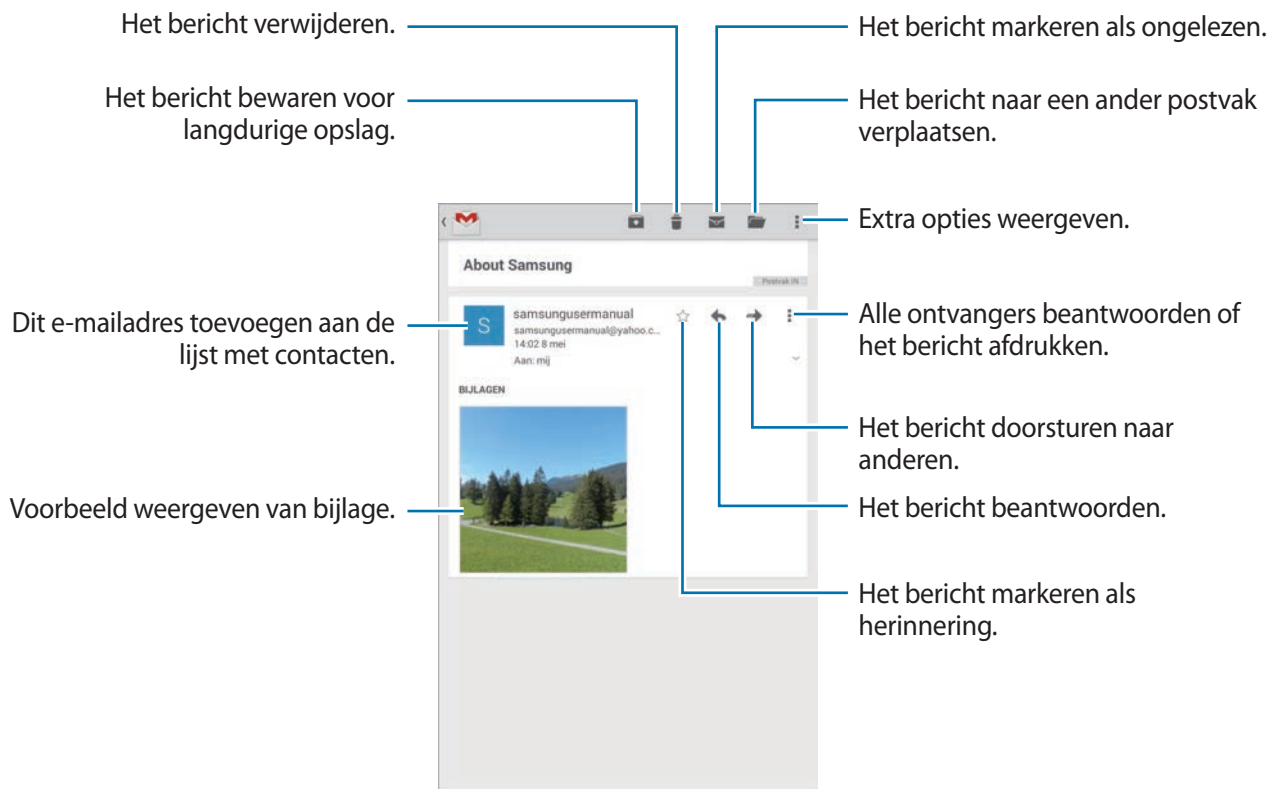 Het bericht verwijderen.
Het bericht bewaren voor
langdurige opslag.
Dit e-mailadres toevoegen aan de
lijst met contacten.
Voorbeeld weergeven van bijlage.
About Samsung
Postvak IN
S
samsungusermanual
samsungusermanual@yahoo.c...
14:02 8 mei
Aan: mij
BIJLAGEN
Het bericht markeren als ongelezen.
Het bericht naar een ander postvak
verplaatsen.
Extra opties weergeven.
Alle ontvangers beantwoorden of
het bericht afdrukken.
Het bericht doorsturen naar
anderen.
Het bericht beantwoorden.
Het bericht markeren als
herinnering.